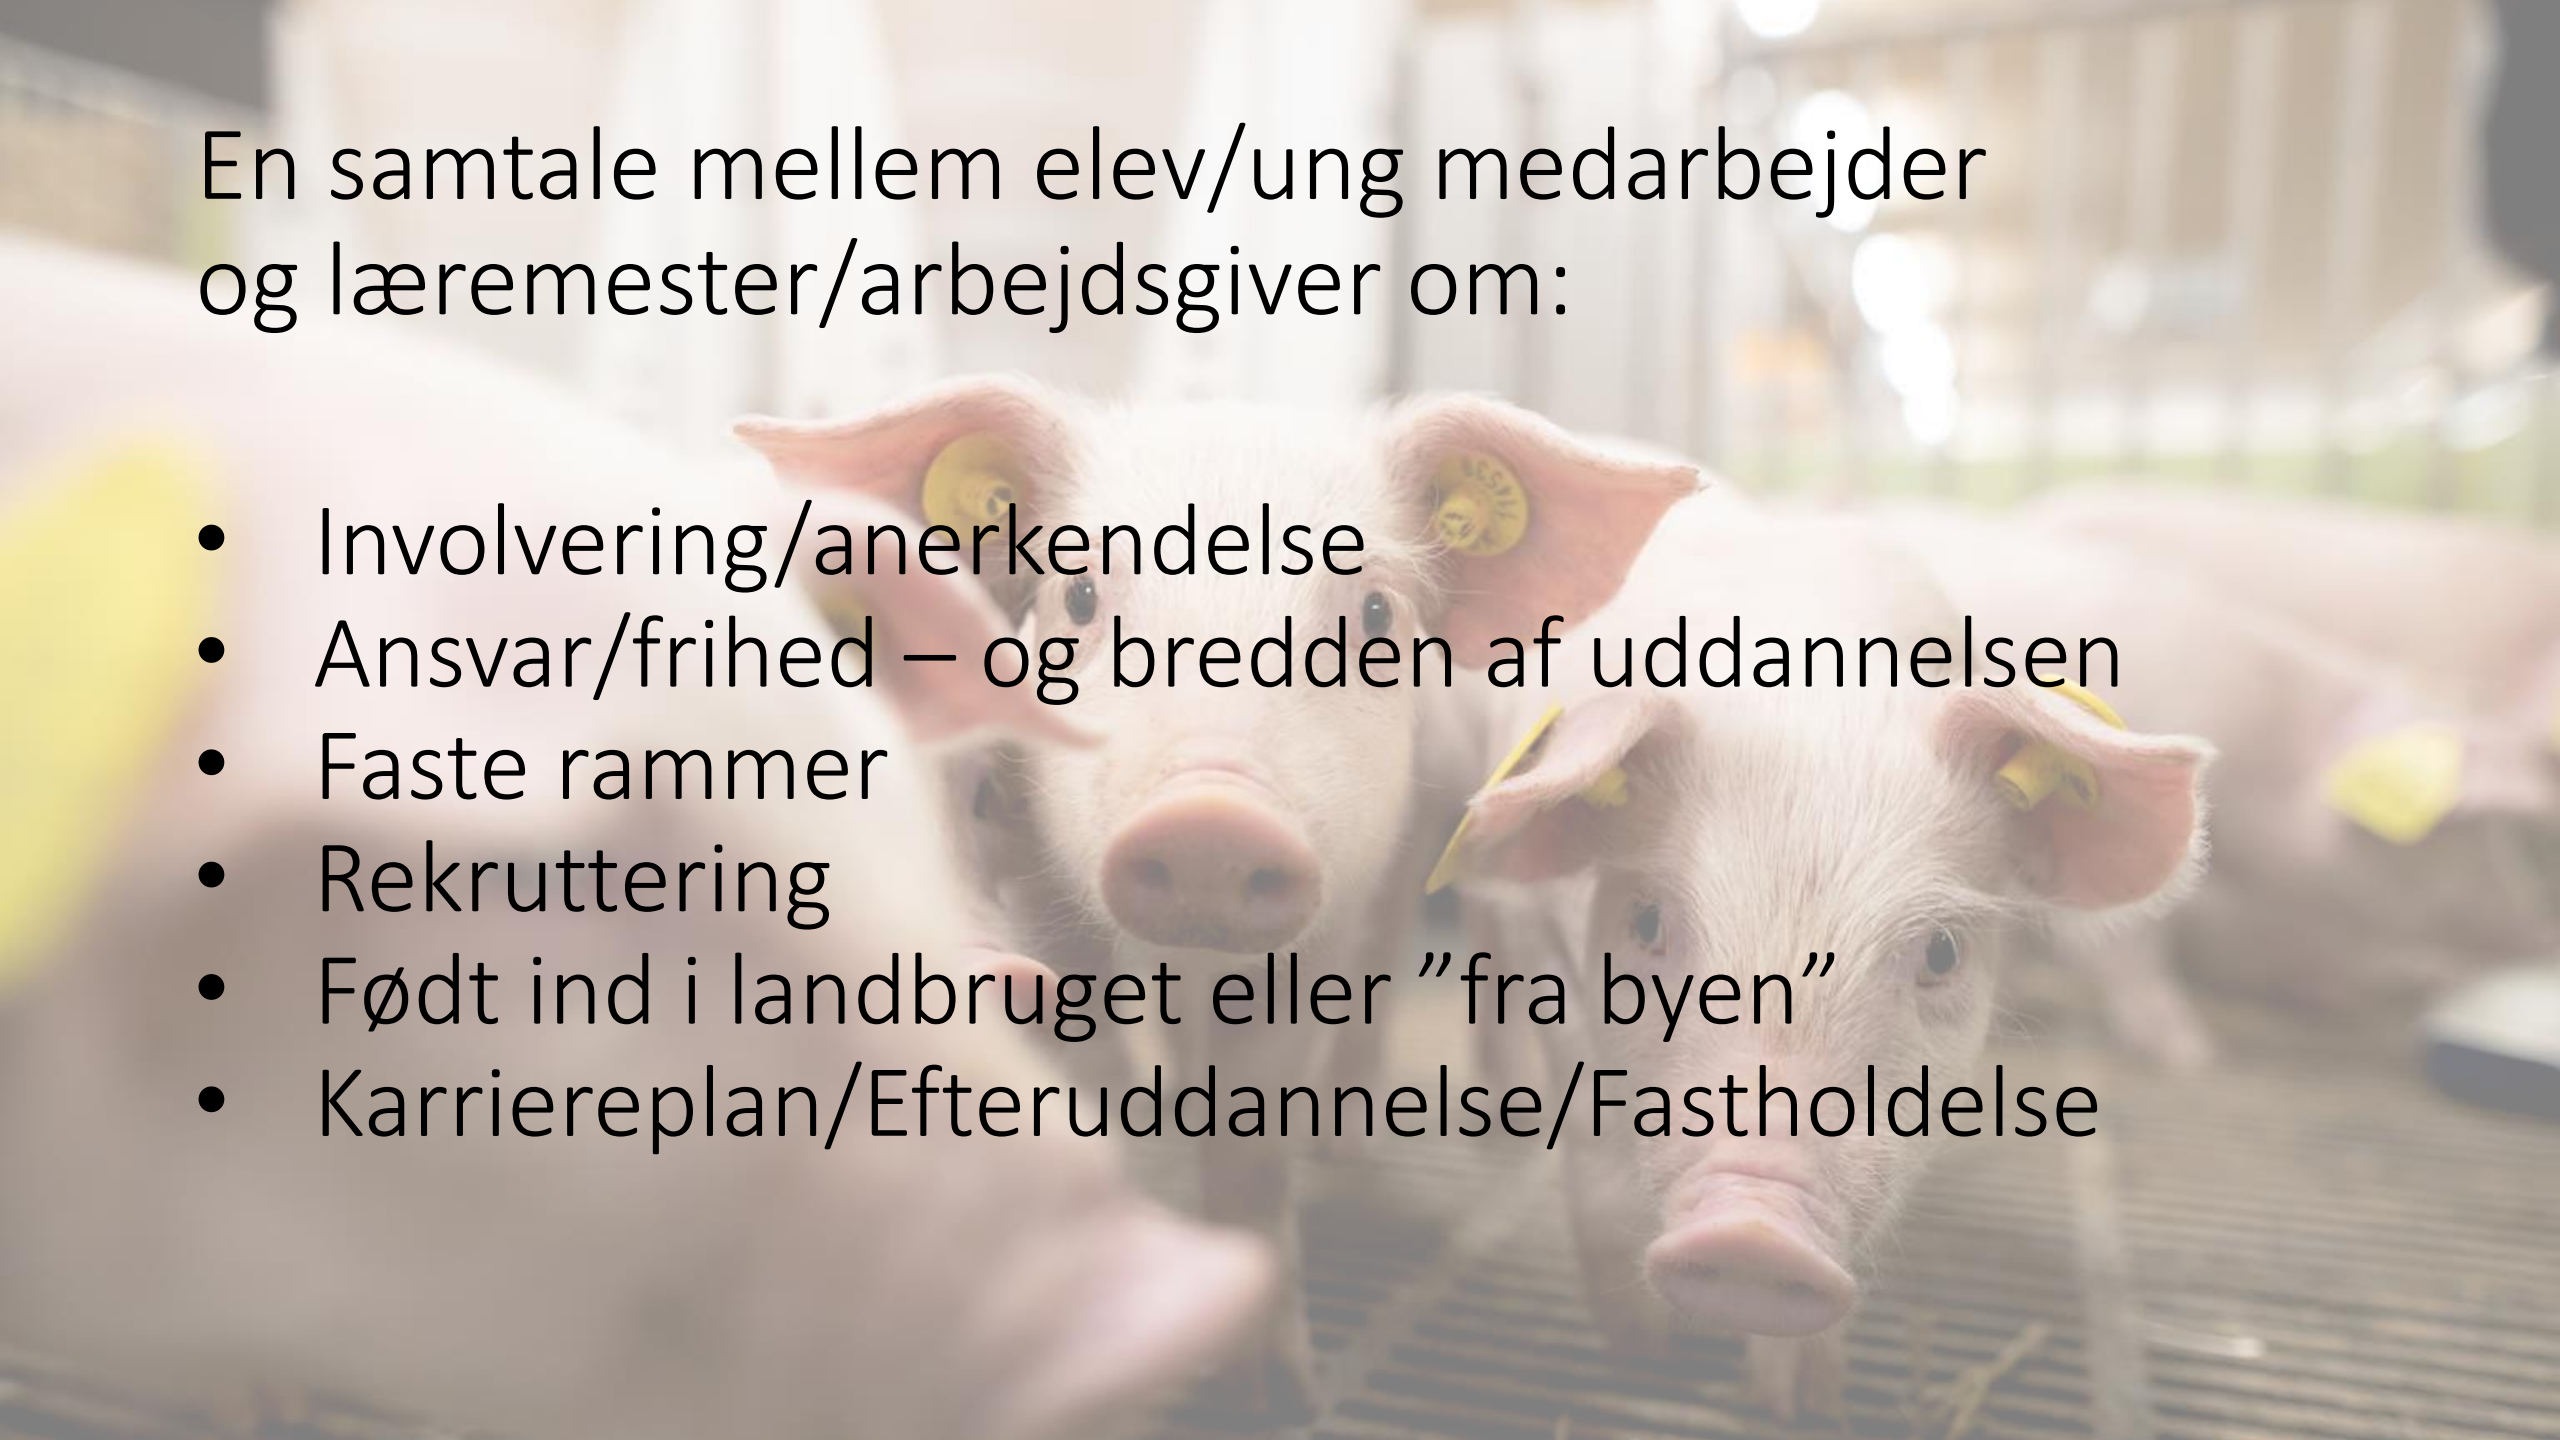 En samtale mellem elev/ung medarbejder
og læremester/arbejdsgiver om:
• Involvering/anerkendelse
• Ansvar/frihed – og bredden af uddannelsen
• Faste rammer
• Rekruttering
• Født ind i landbruget eller ”fra byen”
• Karriereplan/Efteruddannelse/Fastholdelse